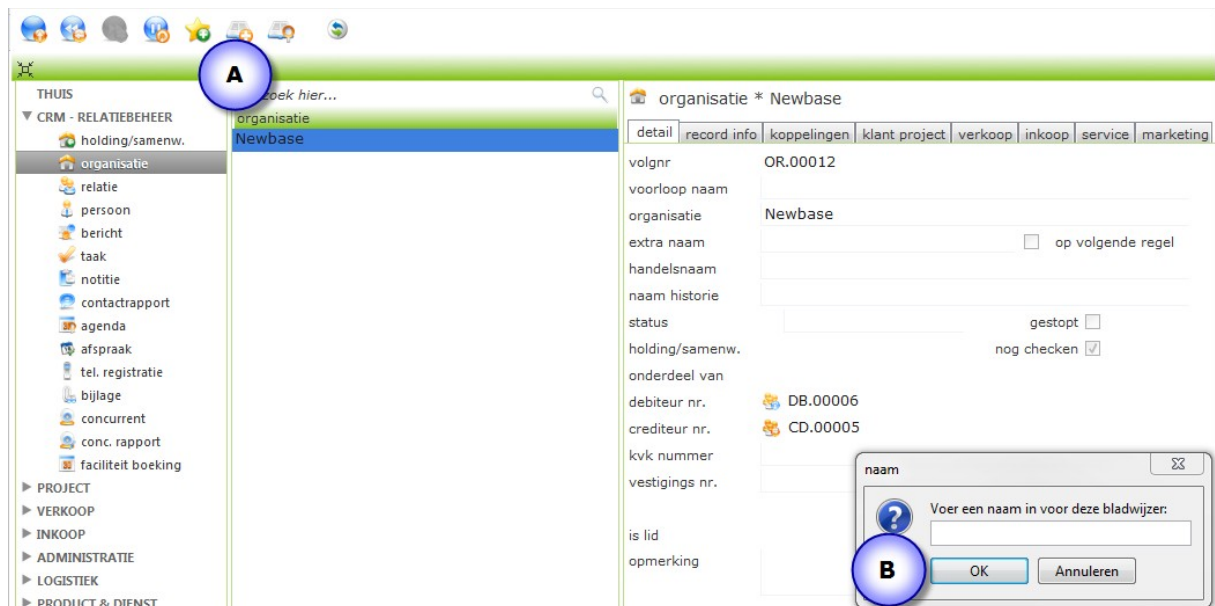 A
THUIS
CRM - RELATIEBEHEER
holding/samenw.
organisatie
relatie
persoon
bericht
taak
notitie
contactrapport
agenda
afspraak
tel. registratie
bijlage
concurrent
conc. rapport
faciliteit boeking
PROJECT
VERKOOP
INKOOP
ADMINISTRATIE
LOGISTIEK
PRODUCT & DIENST
zoek hier...
organisatie
Newbase
organisatie * Newbase
detail record info koppelingen klant project verkoop inkoop service marketing
volgnr OR.00012
voorloop naam
organisatie Newbase
extra naam op volgende regel
handelsnaam
naam historie
status gestopt
holding/samenw. nog checken
onderdeel van
debiteur nr. DB.00006
crediteur nr. CD.00005
kvk nummer
vestigings nr.
is lid
opmerking
naam
Voer een naam in voor deze bladwijzer:
B
OK Annuleren